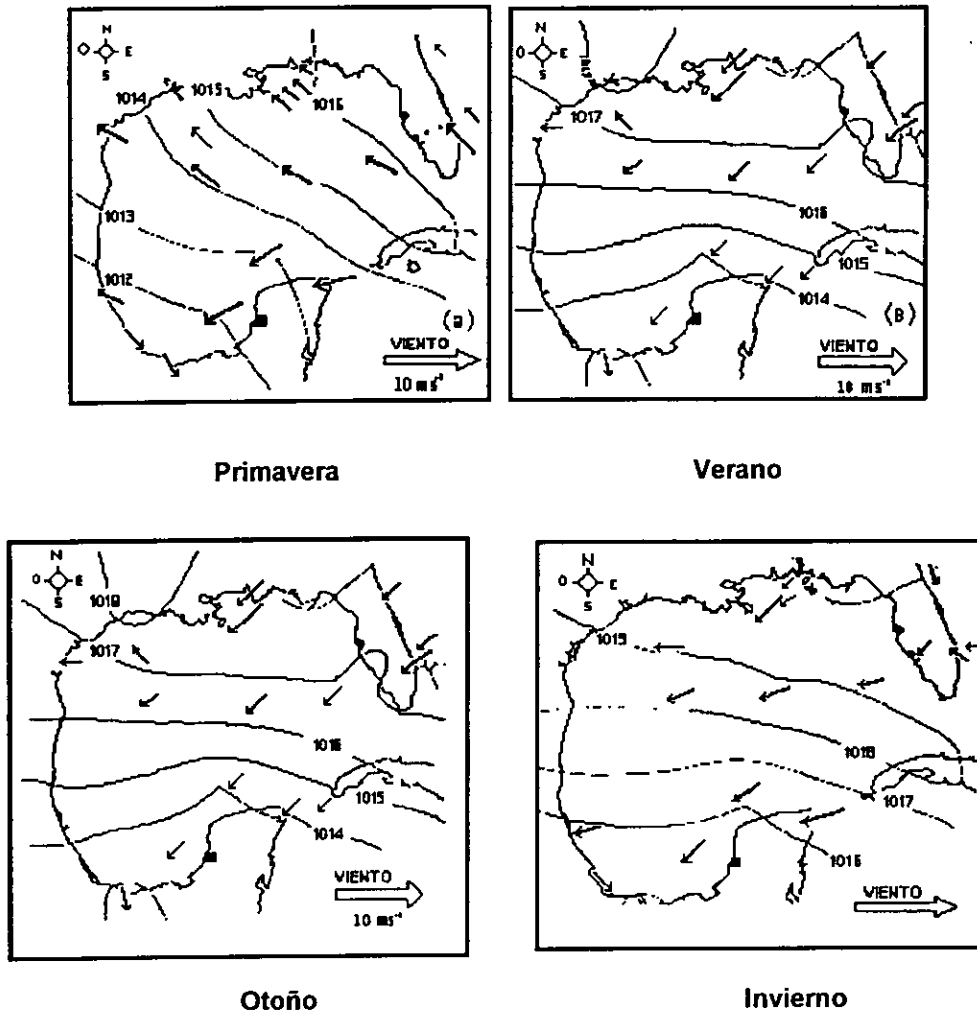 N
O E
S
1014
1015
1016
1013
1012
(a)
VIENTO
10 ms⁻¹
Primavera
N
O E
S
1017
1016
1015
1014
(B)
VIENTO
10 ms⁻¹
Verano
N
O E
S
1018
1017
1016
1015
1014
VIENTO
10 ms⁻¹
Otoño
N
O E
S
1019
1018
1017
1016
VIENTO
Invierno